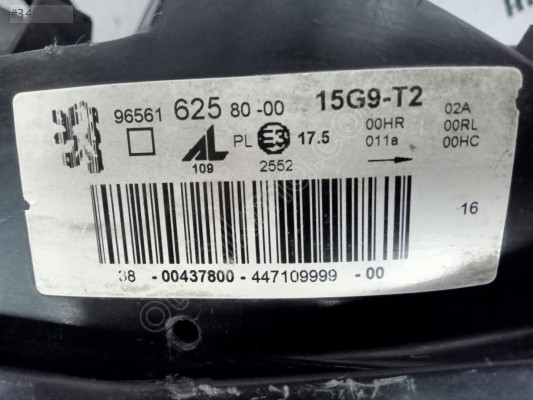 96561 625 80-00 15G9-T2 02A
AL PL E3 17.5 00HR 00RL
109 2552 011a 00HC
16
38 - 00437800 - 447109999 - 00